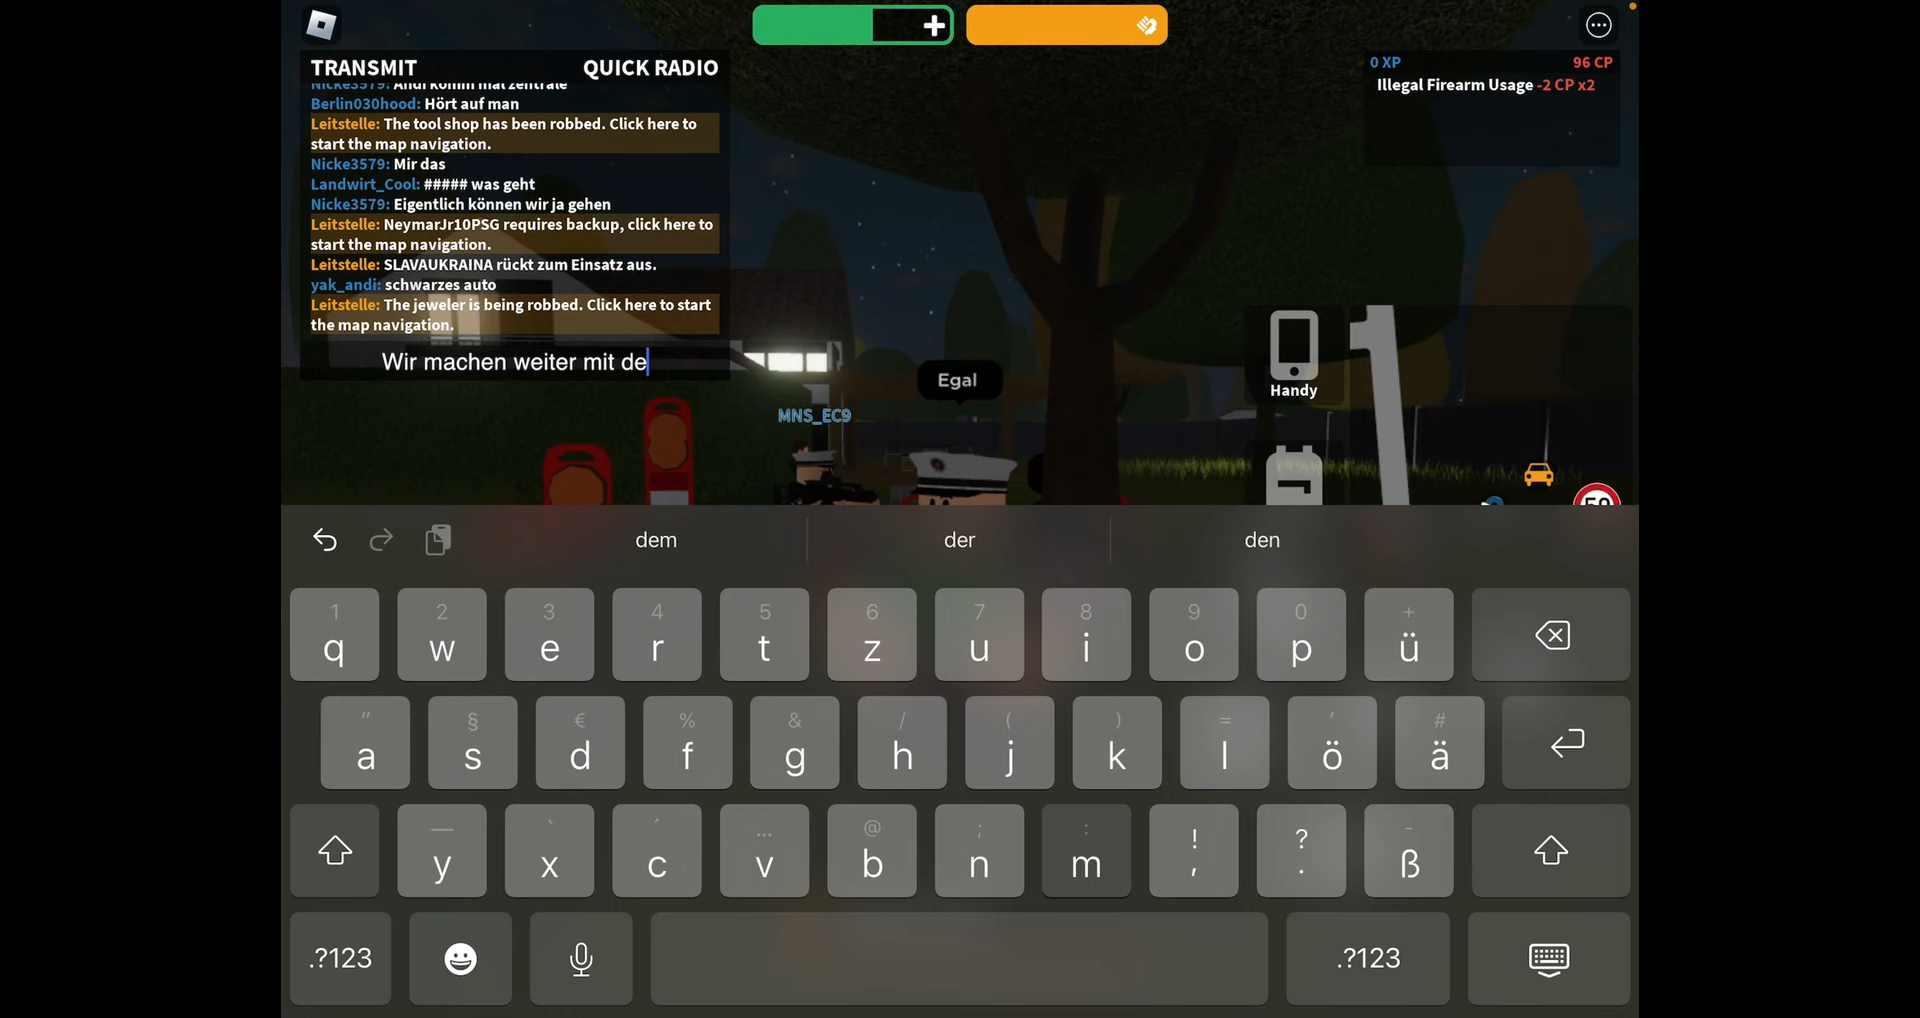 TRANSMIT QUICK RADIO
Nicke3579: Andi komm mal zentrale
Berlin030hood: Hört auf man
Leitstelle: The tool shop has been robbed. Click here to
start the map navigation.
Nicke3579: Mir das
Landwirt_Cool: ##### was geht
Nicke3579: Eigentlich können wir ja gehen
Leitstelle: NeymarJr10PSG requires backup, click here to
start the map navigation.
Leitstelle: SLAVAUKRAINA rückt zum Einsatz aus.
yak_andi: schwarzes auto
Leitstelle: The jeweler is being robbed. Click here to start
the map navigation.
Wir machen weiter mit de
0 XP 96 CP
Illegal Firearm Usage -2 CP x2
Egal
MNS_EC9
Handy
dem der den
1 2 3 4 5 6 7 8 9 0 +
q w e r t z u i o p ü
" § € % & / ( ) = ' #
a s d f g h j k l ö ä
— ` ´ ... @ ; : ! ? -
y x c v b n m , . ß
.?123 .?123